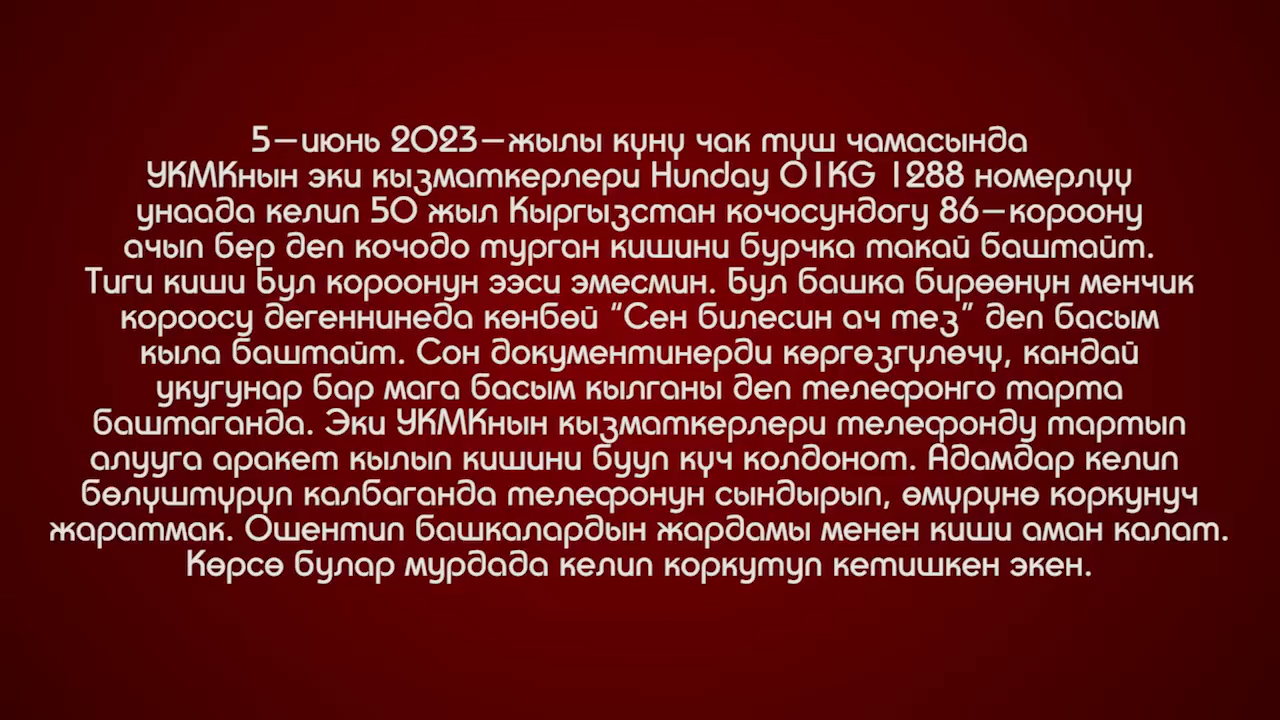 5-июнь 2023-жылы күнү чак түш чамасында
УКМКнын эки кызматкерлери Hunday 01KG 1288 номерлүү
унаада келип 50 жыл Кыргызстан кочосундогу 86-короону
ачып бер деп кочодо турган кишини бурчка такай баштайт.
Тиги киши бул короонун ээси эмесмин. Бул башка бирөөнүн менчик
короосу дегеннинеда көнбөй "Сен билесин ач тез" деп басым
кыла баштайт. Сон документинерди көргөзгүлөчү, кандай
укугунар бар мага басым кылганы деп телефонго тарта
баштаганда. Эки УКМКнын кызматкерлери телефонду тартып
алууга аракет кылып кишини бууп күч колдонот. Адамдар келип
бөлүштүрүп калбаганда телефонун сындырып, өмүрүнө коркунуч
жаратмак. Ошентип башкалардын жардамы менен киши аман калат.
Көрсө булар мурдада келип коркутуп кетишкен экен.